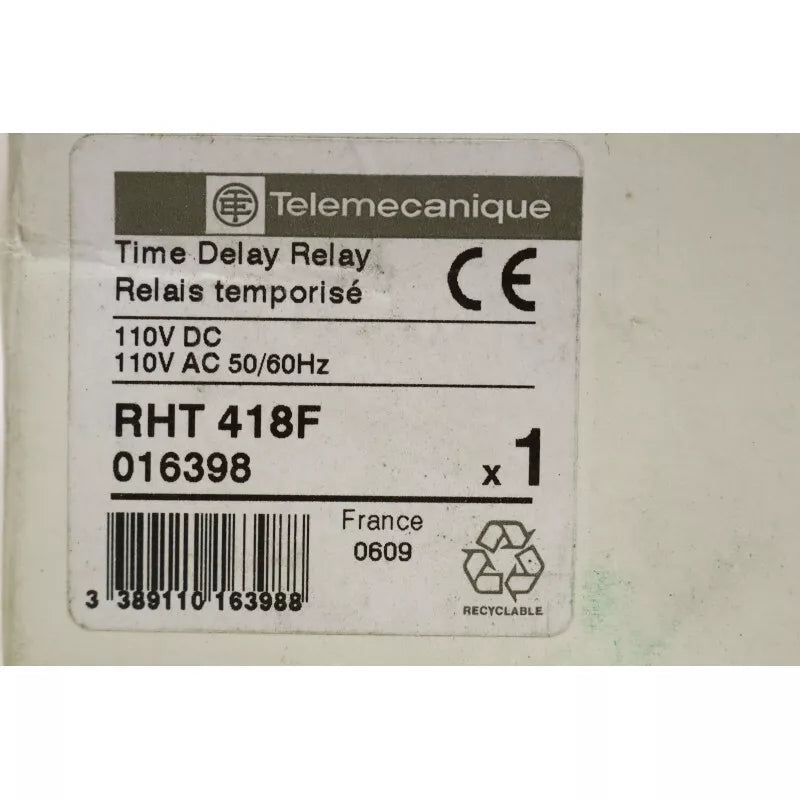 Telemecanique
Time Delay Relay
Relais temporisé
CE
110V DC
110V AC 50/60Hz
RHT 418F
016398
x 1
France
0609
3 389110 163988
RECYCLABLE